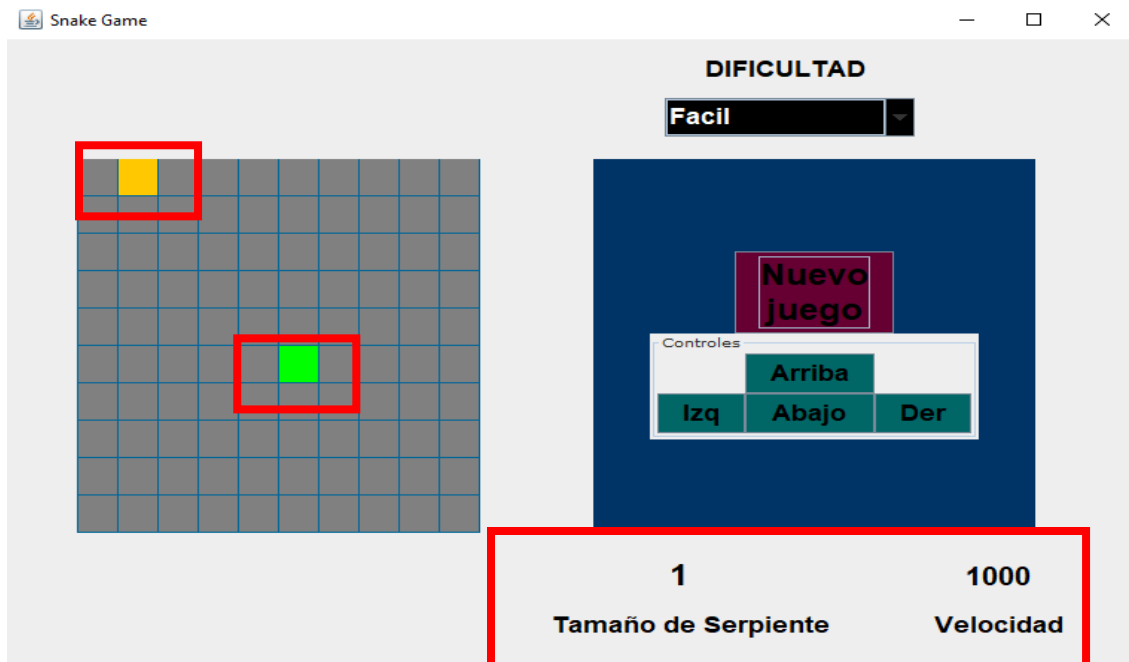 Snake Game
DIFICULTAD
Facil
Nuevo
juego
Controles
Arriba
Izq Abajo Der
1 1000
Tamaño de Serpiente Velocidad